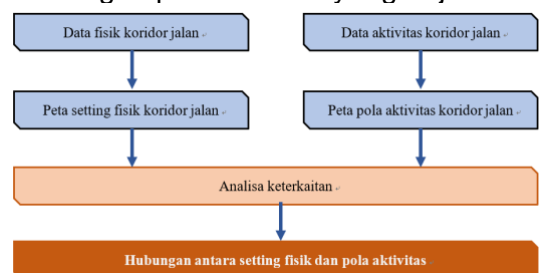 Data fisik koridor jalan
Data aktivitas koridor jalan
Peta setting fisik koridor jalan
Peta pola aktivitas koridor jalan
Analisa keterkaitan
Hubungan antara setting fisik dan pola aktivitas